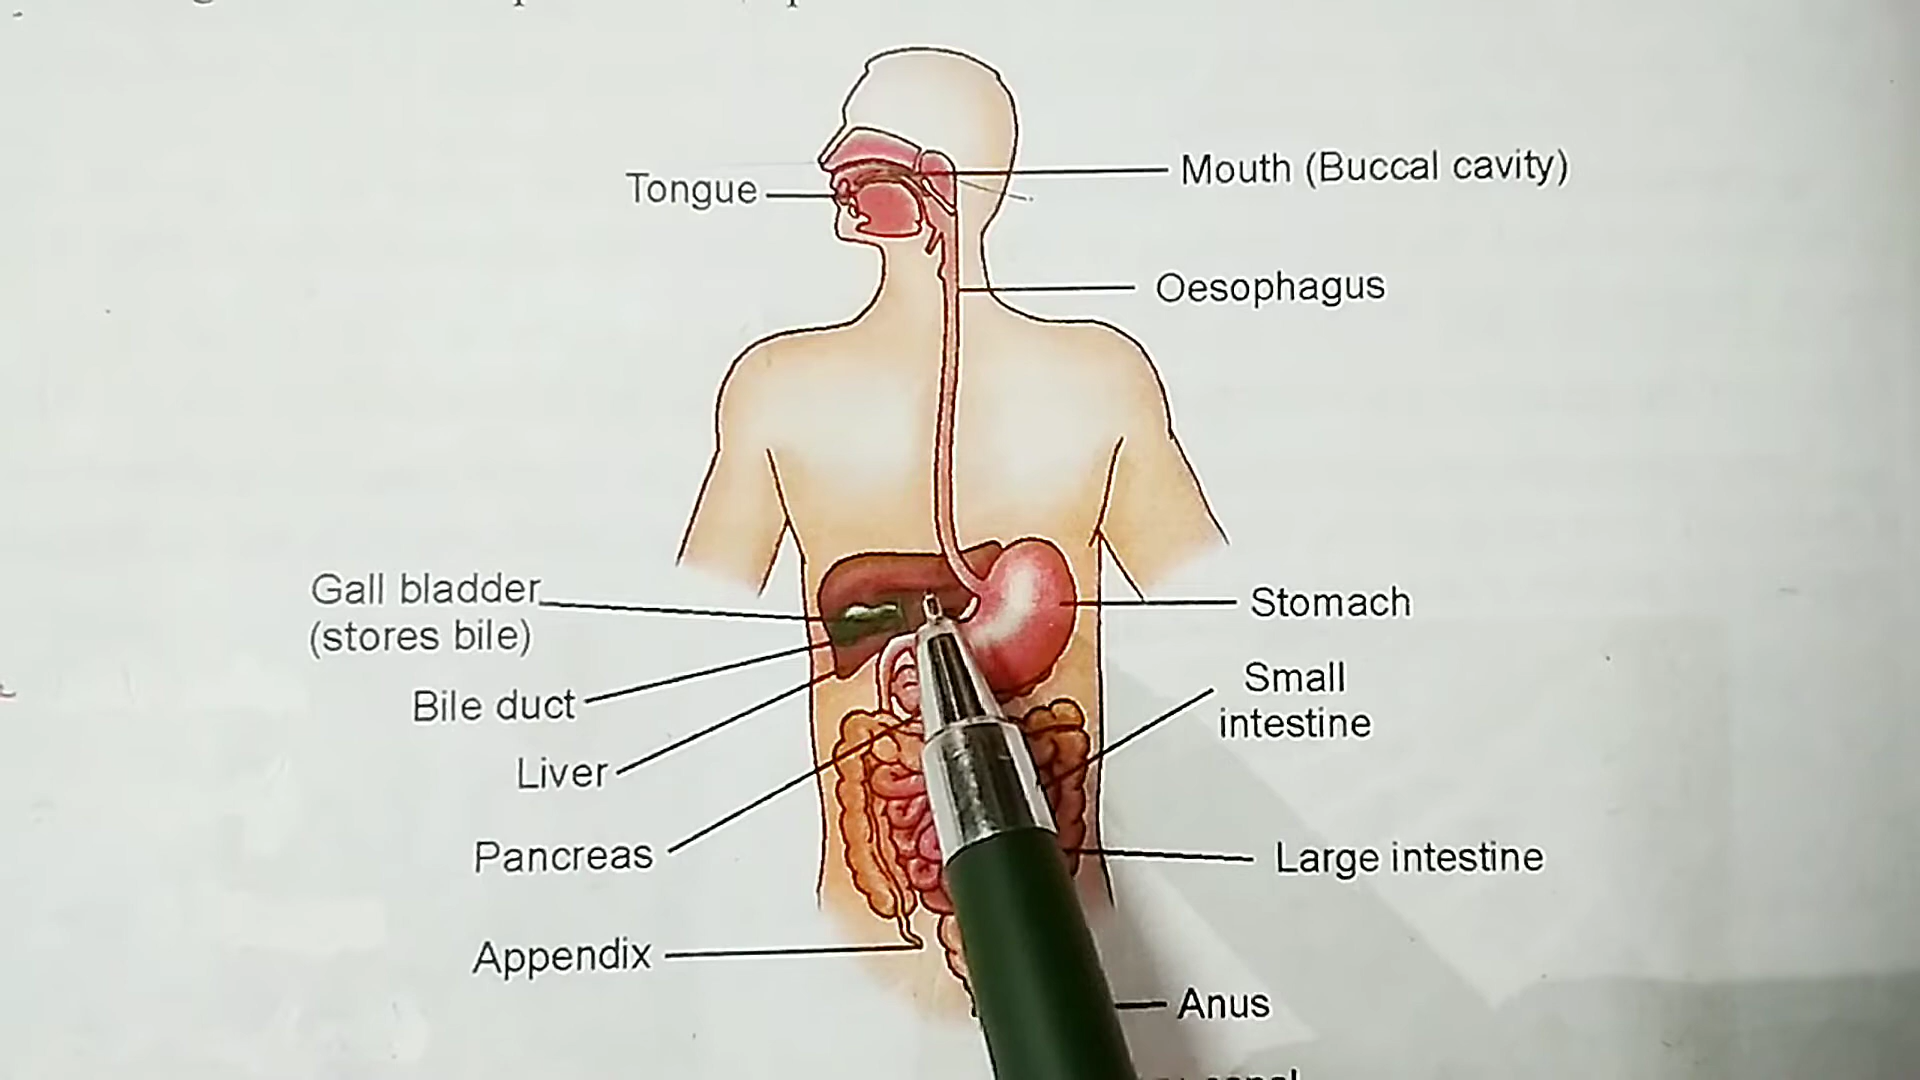 Tongue
Mouth (Buccal cavity)
Oesophagus
Gall bladder
(stores bile)
Stomach
Bile duct
Small
intestine
Liver
Pancreas
Large intestine
Appendix
Anus